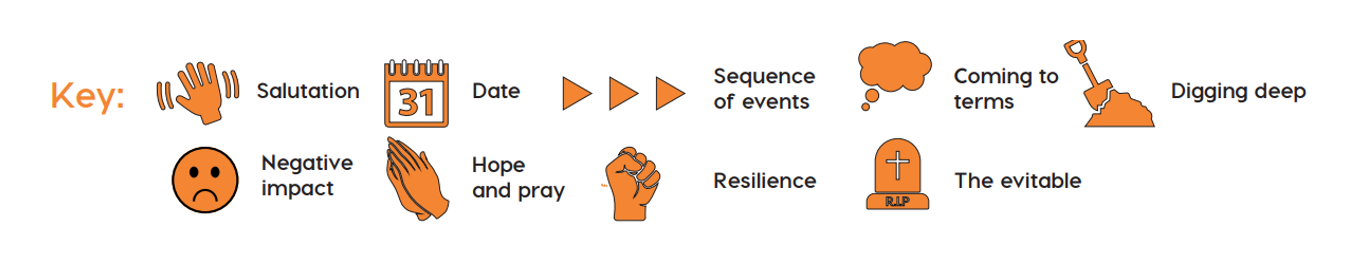 Key:
Salutation
31
Date
Sequence
of events
Coming to
terms
Digging deep
Negative
impact
Hope
and pray
Resilience
R.I.P
The evitable